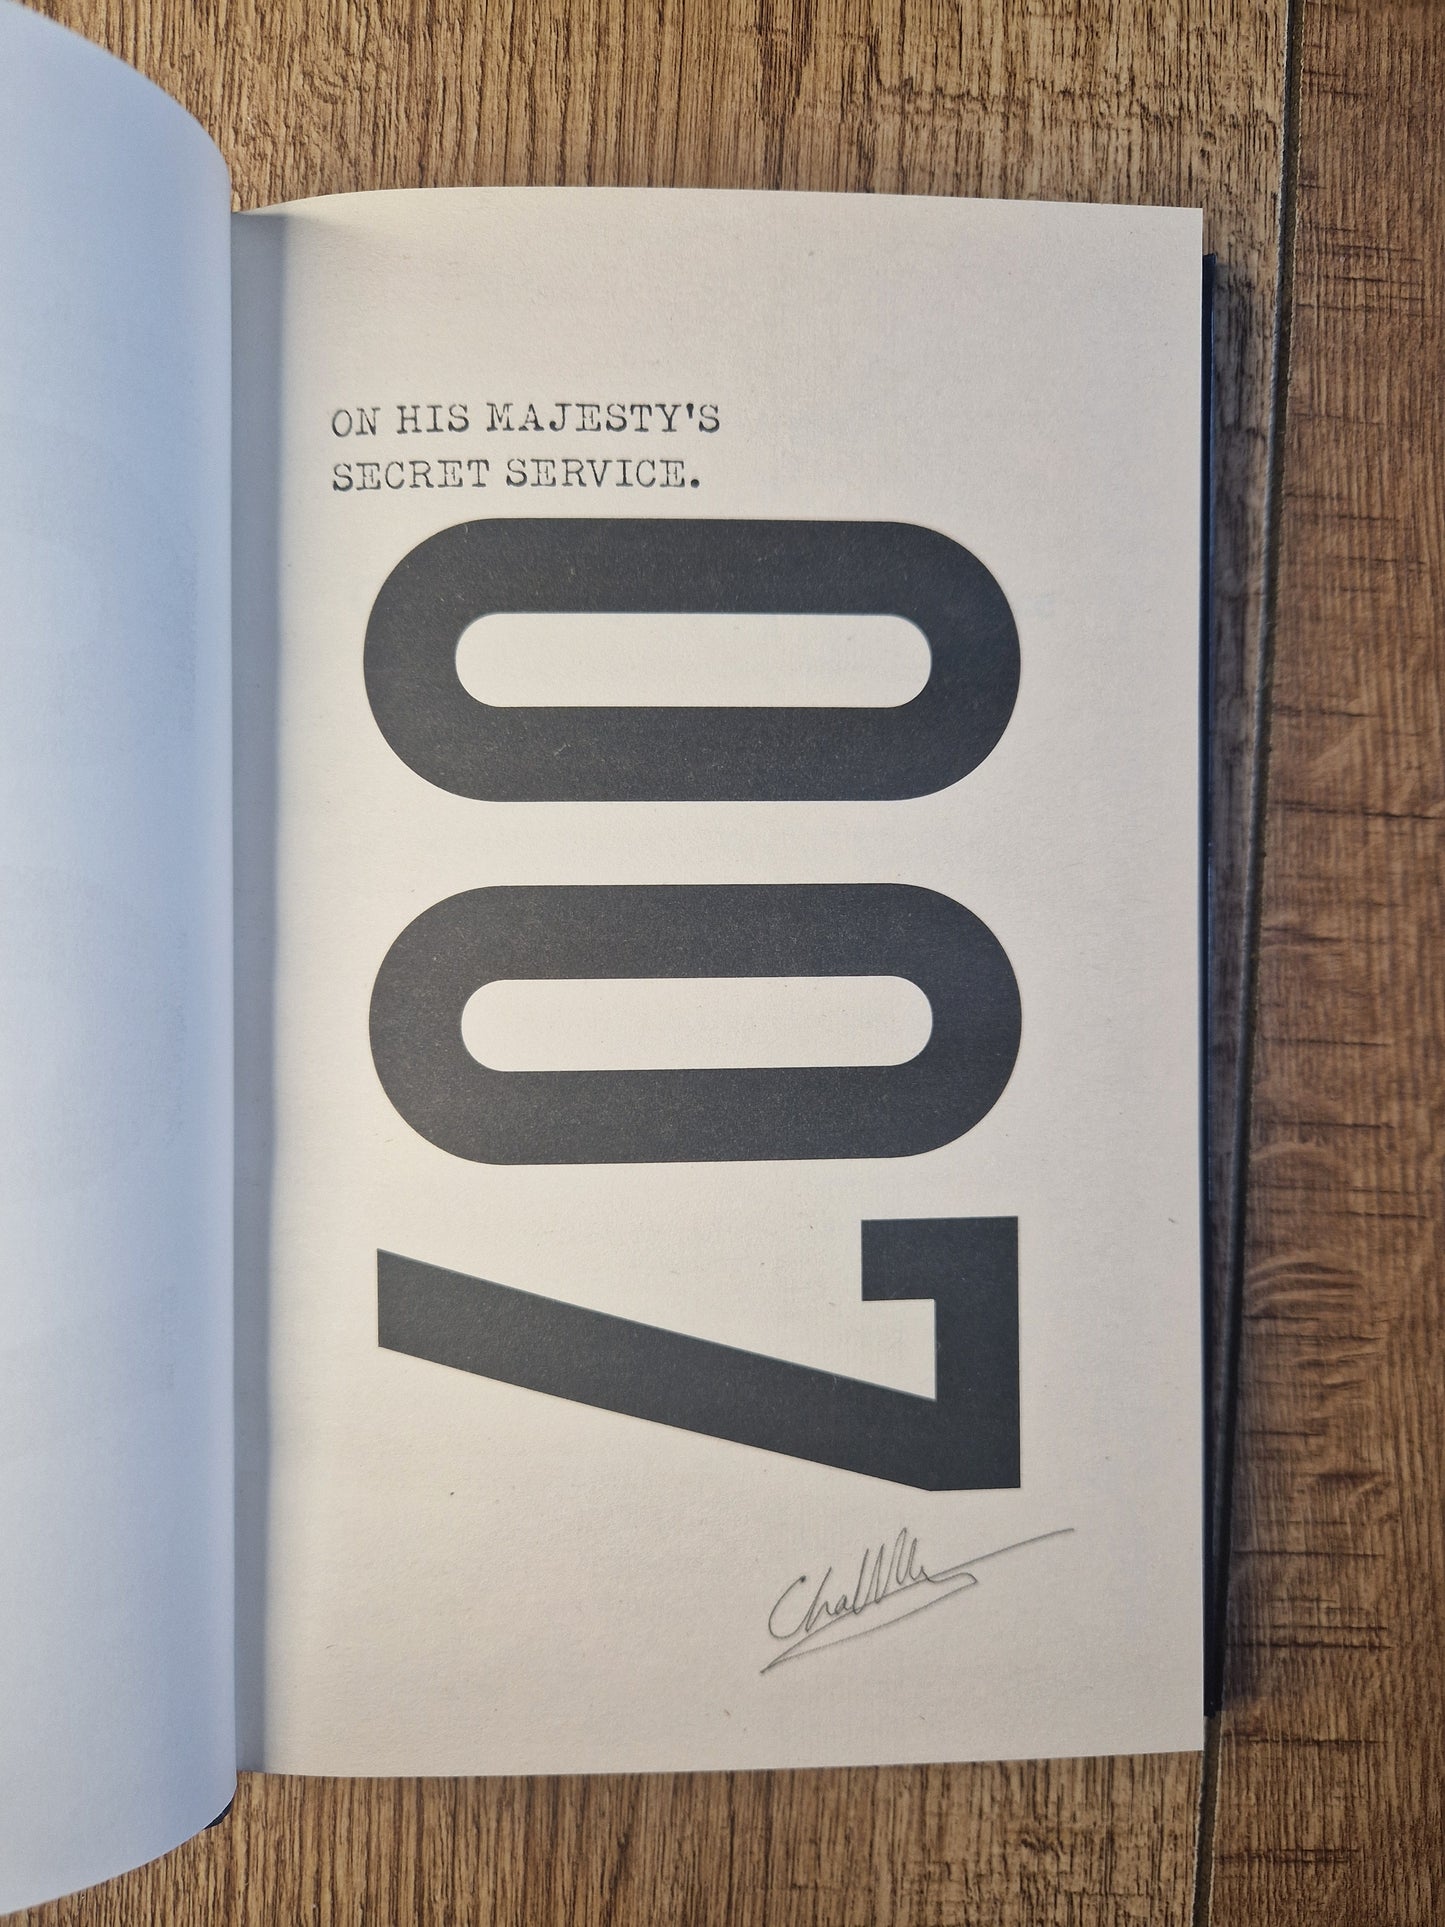 ON HIS MAJESTY'S
SECRET SERVICE.
007